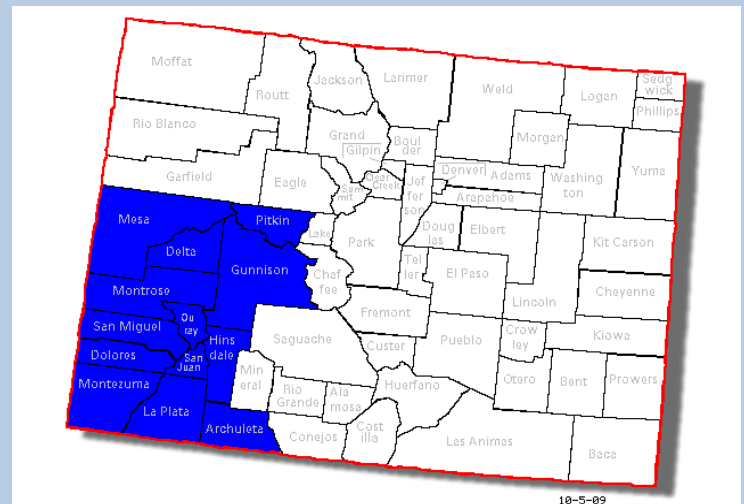 Moffat
Routt
Jackson
Larimer
Weld
Logan
Sedg
wick
Phillips
Rio Blanco
Grand
Gilpin
Boul
der
Morgan
Yuma
Garfield
Eagle
Sum
mit
Clear
Creek
Jef
fer
son
Denver
Adams
Arapahoe
Washing
ton
Mesa
Pitkin
Lake
Park
Doug
las
Elbert
Kit Carson
Delta
Gunnison
Chaf
fee
Tel
ler
El Paso
Lincoln
Cheyenne
Montrose
San Miguel
Ou
ray
Hins
dale
Saguache
Fremont
Custer
Pueblo
Crow
ley
Kiowa
Dolores
San
Juan
Montezuma
La Plata
Archuleta
Min
eral
Rio
Grande
Ala
mosa
Huerfano
Otero
Bent
Prowers
Conejos
Cost
illa
Las Animas
Baca
10-5-09